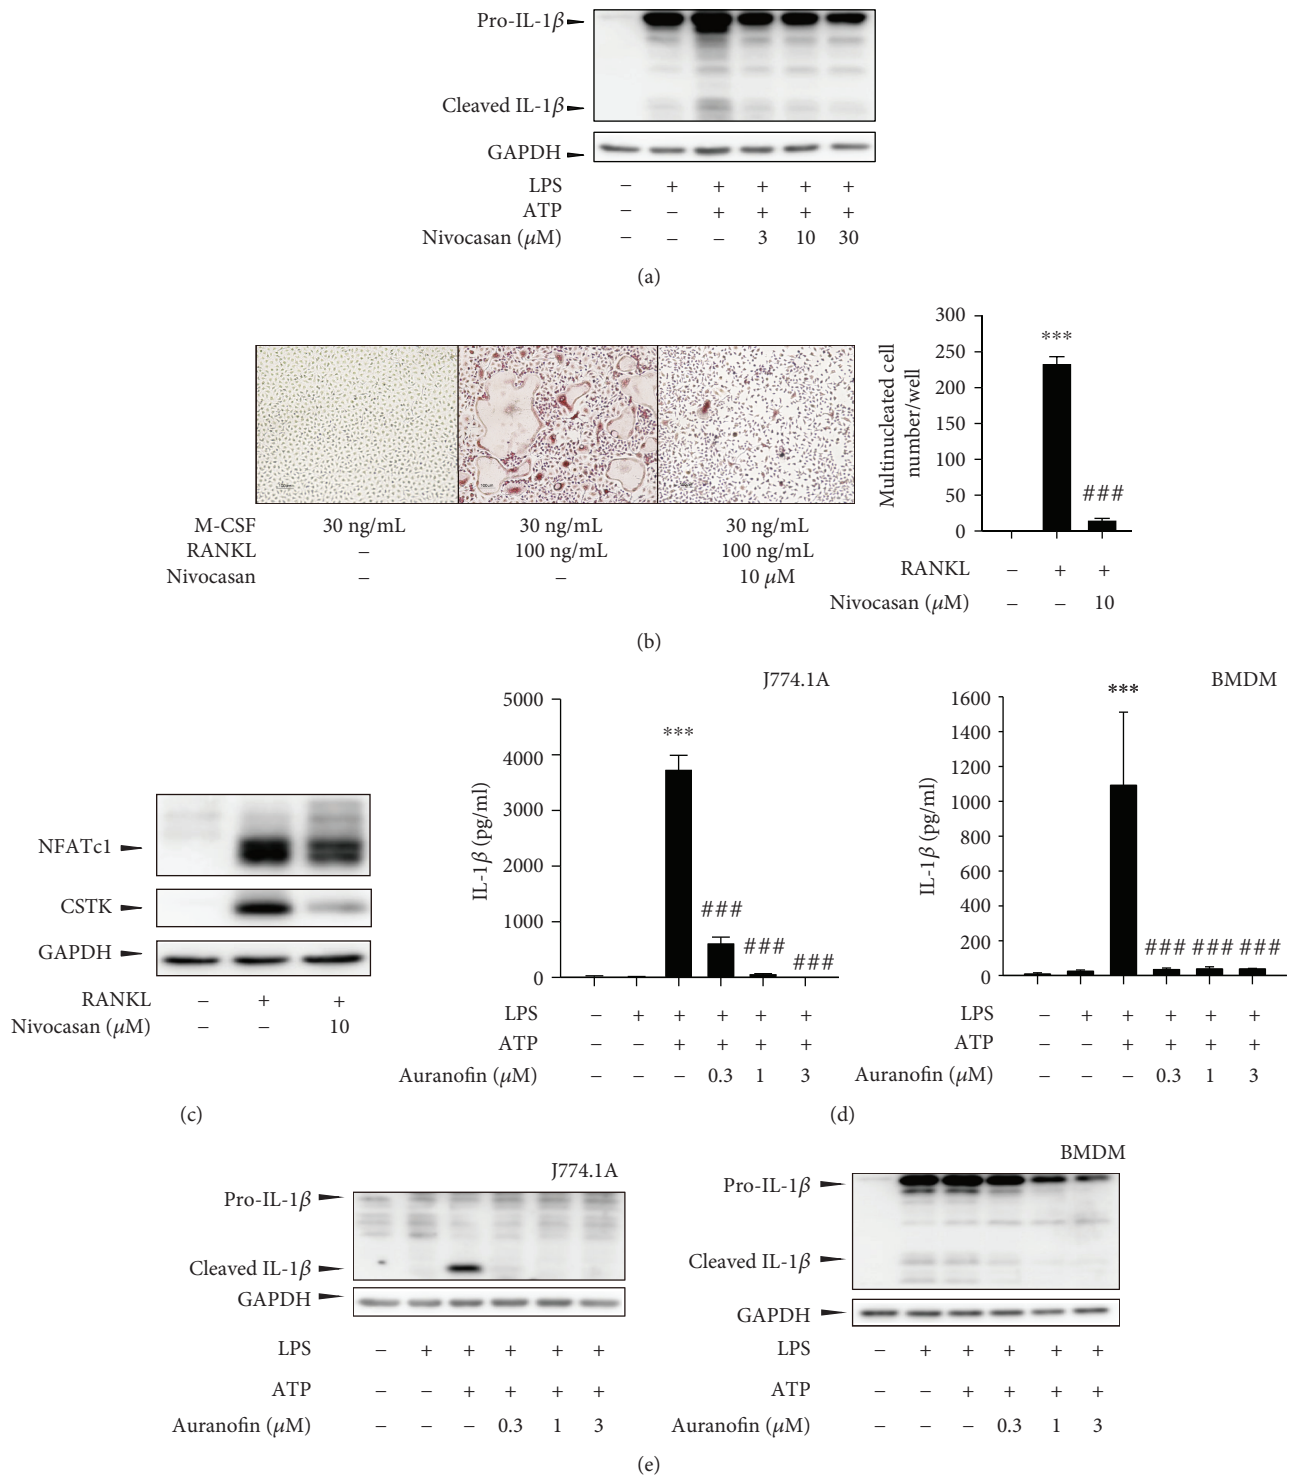 Pro-IL-1β
Cleaved IL-1β
GAPDH
LPS – + + + + +
ATP – – + + + +
Nivocasan (μM) – – – 3 10 30
(a)
M-CSF 30 ng/mL 30 ng/mL 30 ng/mL
RANKL – 100 ng/mL 100 ng/mL
Nivocasan – – 10 μM
Multinucleated cell
number/well
300
250
200
150
100
50
0
***
###
RANKL – + +
Nivocasan (μM) – – 10
(b)
NFATc1
CSTK
GAPDH
RANKL – + +
Nivocasan (μM) – – 10
(c)
J774.1A
IL-1β (pg/ml)
5000
4000
3000
2000
1000
0
***
###
###
###
LPS – + + + + +
ATP – – + + + +
Auranofin (μM) – – – 0.3 1 3
BMDM
IL-1β (pg/ml)
1600
1400
1200
1000
800
600
400
200
0
***
### ### ###
LPS – + + + + +
ATP – – + + + +
Auranofin (μM) – – – 0.3 1 3
(d)
J774.1A
Pro-IL-1β
Cleaved IL-1β
GAPDH
LPS – + + + + +
ATP – – + + + +
Auranofin (μM) – – – 0.3 1 3
BMDM
Pro-IL-1β
Cleaved IL-1β
GAPDH
LPS – + + + + +
ATP – – + + + +
Auranofin (μM) – – – 0.3 1 3
(e)